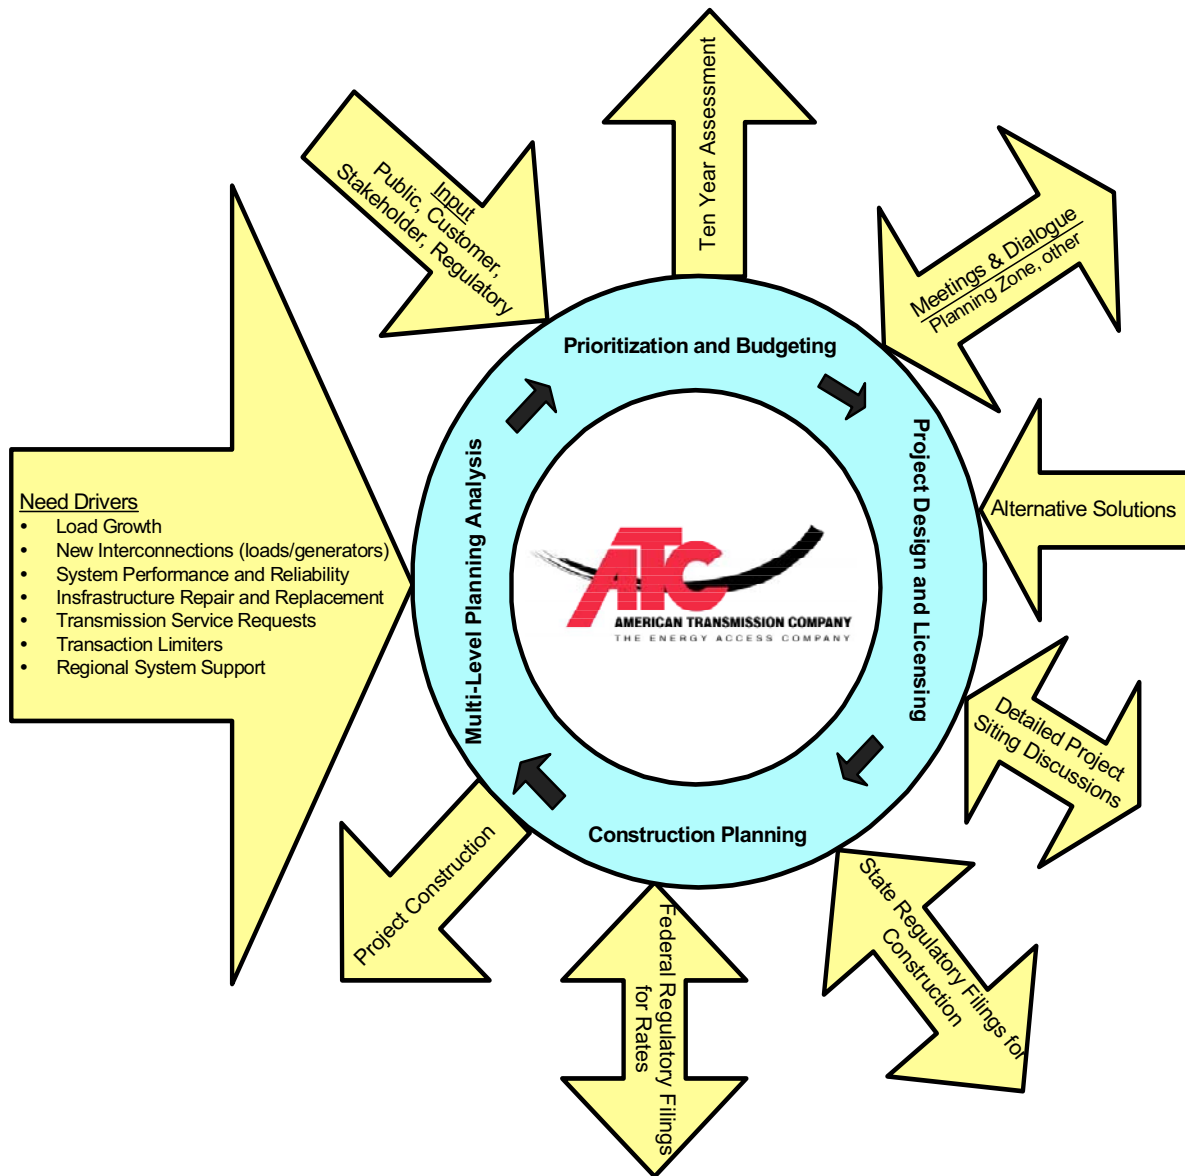 Ten Year Assessment
Input
Public, Customer,
Stakeholder, Regulatory
Meetings & Dialogue
Planning Zone, other
Prioritization and Budgeting
Need Drivers
• Load Growth
• New Interconnections (loads/generators)
• System Performance and Reliability
• Insfrastructure Repair and Replacement
• Transmission Service Requests
• Transaction Limiters
• Regional System Support
Multi-Level Planning Analysis
ATC
AMERICAN TRANSMISSION COMPANY
THE ENERGY ACCESS COMPANY
Project Design and Licensing
Alternative Solutions
Detailed Project
Siting Discussions
Construction Planning
Project Construction
Federal Regulatory Filings
for Rates
State Regulatory Filings for
Construction